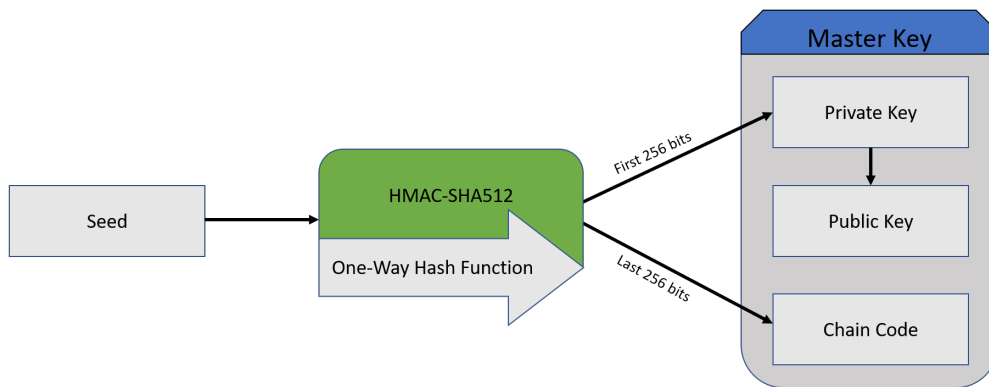 Master Key
Private Key
First 256 bits
HMAC-SHA512
Seed
Public Key
One-Way Hash Function
Last 256 bits
Chain Code